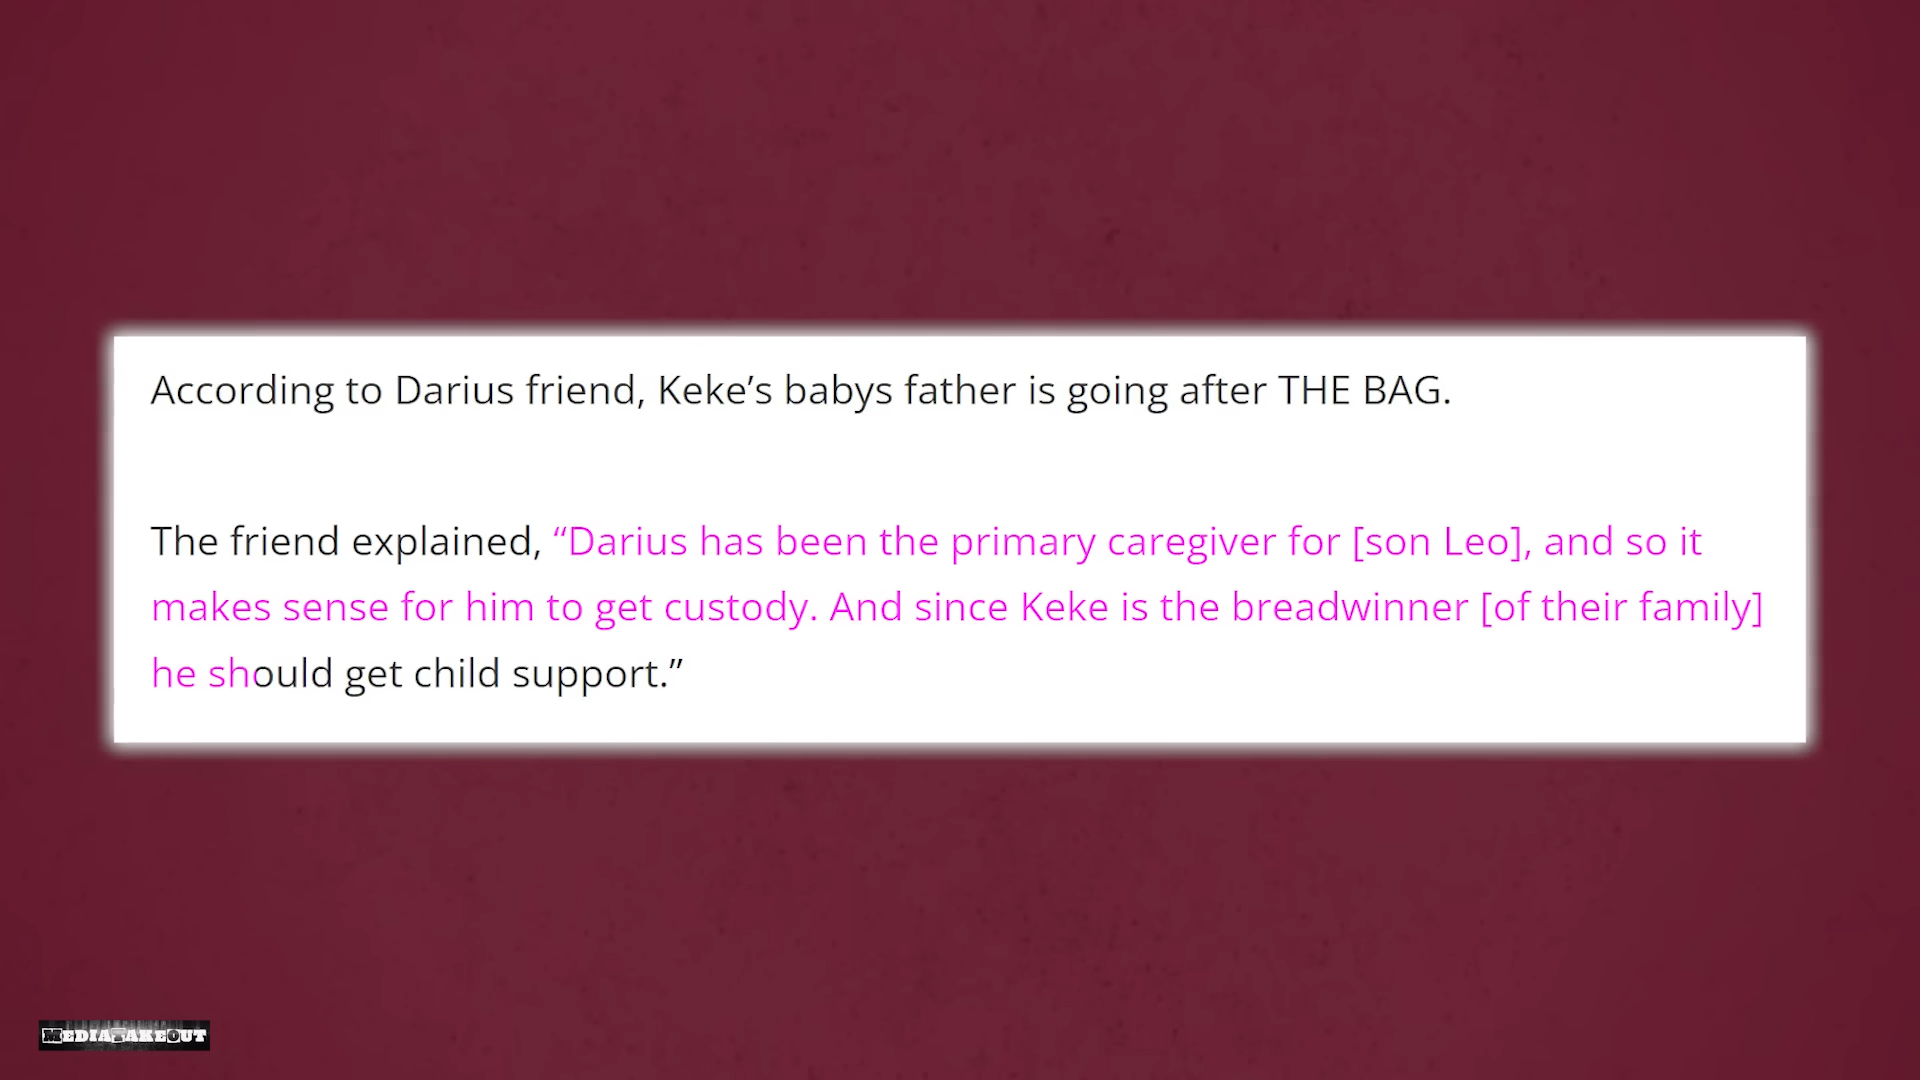 According to Darius friend, Keke’s babys father is going after THE BAG.
The friend explained, “Darius has been the primary caregiver for [son Leo], and so it
makes sense for him to get custody. And since Keke is the breadwinner [of their family]
he should get child support.”
MEDIATAKEOUT